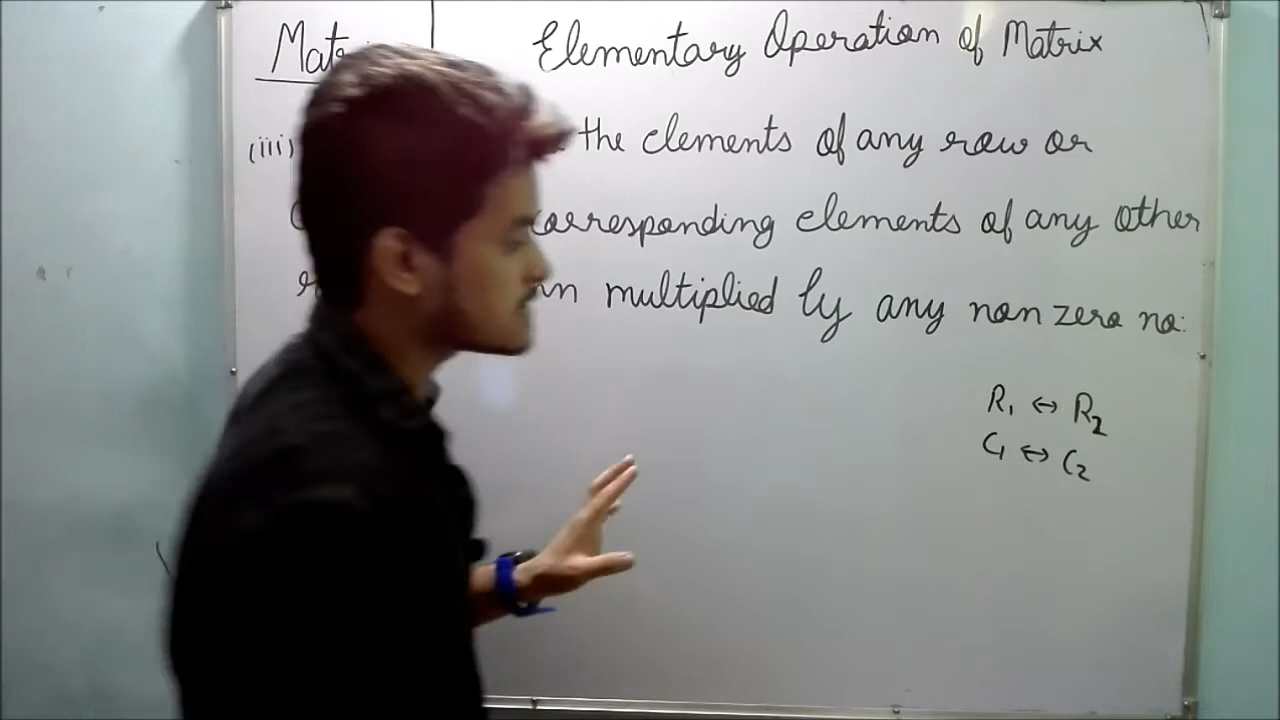 Elementary Operation of Matrix
(iii) the elements of any row or
corresponding elements of any other
multiplied by any non zero no:
R1 ↔ R2
C1 ↔ C2